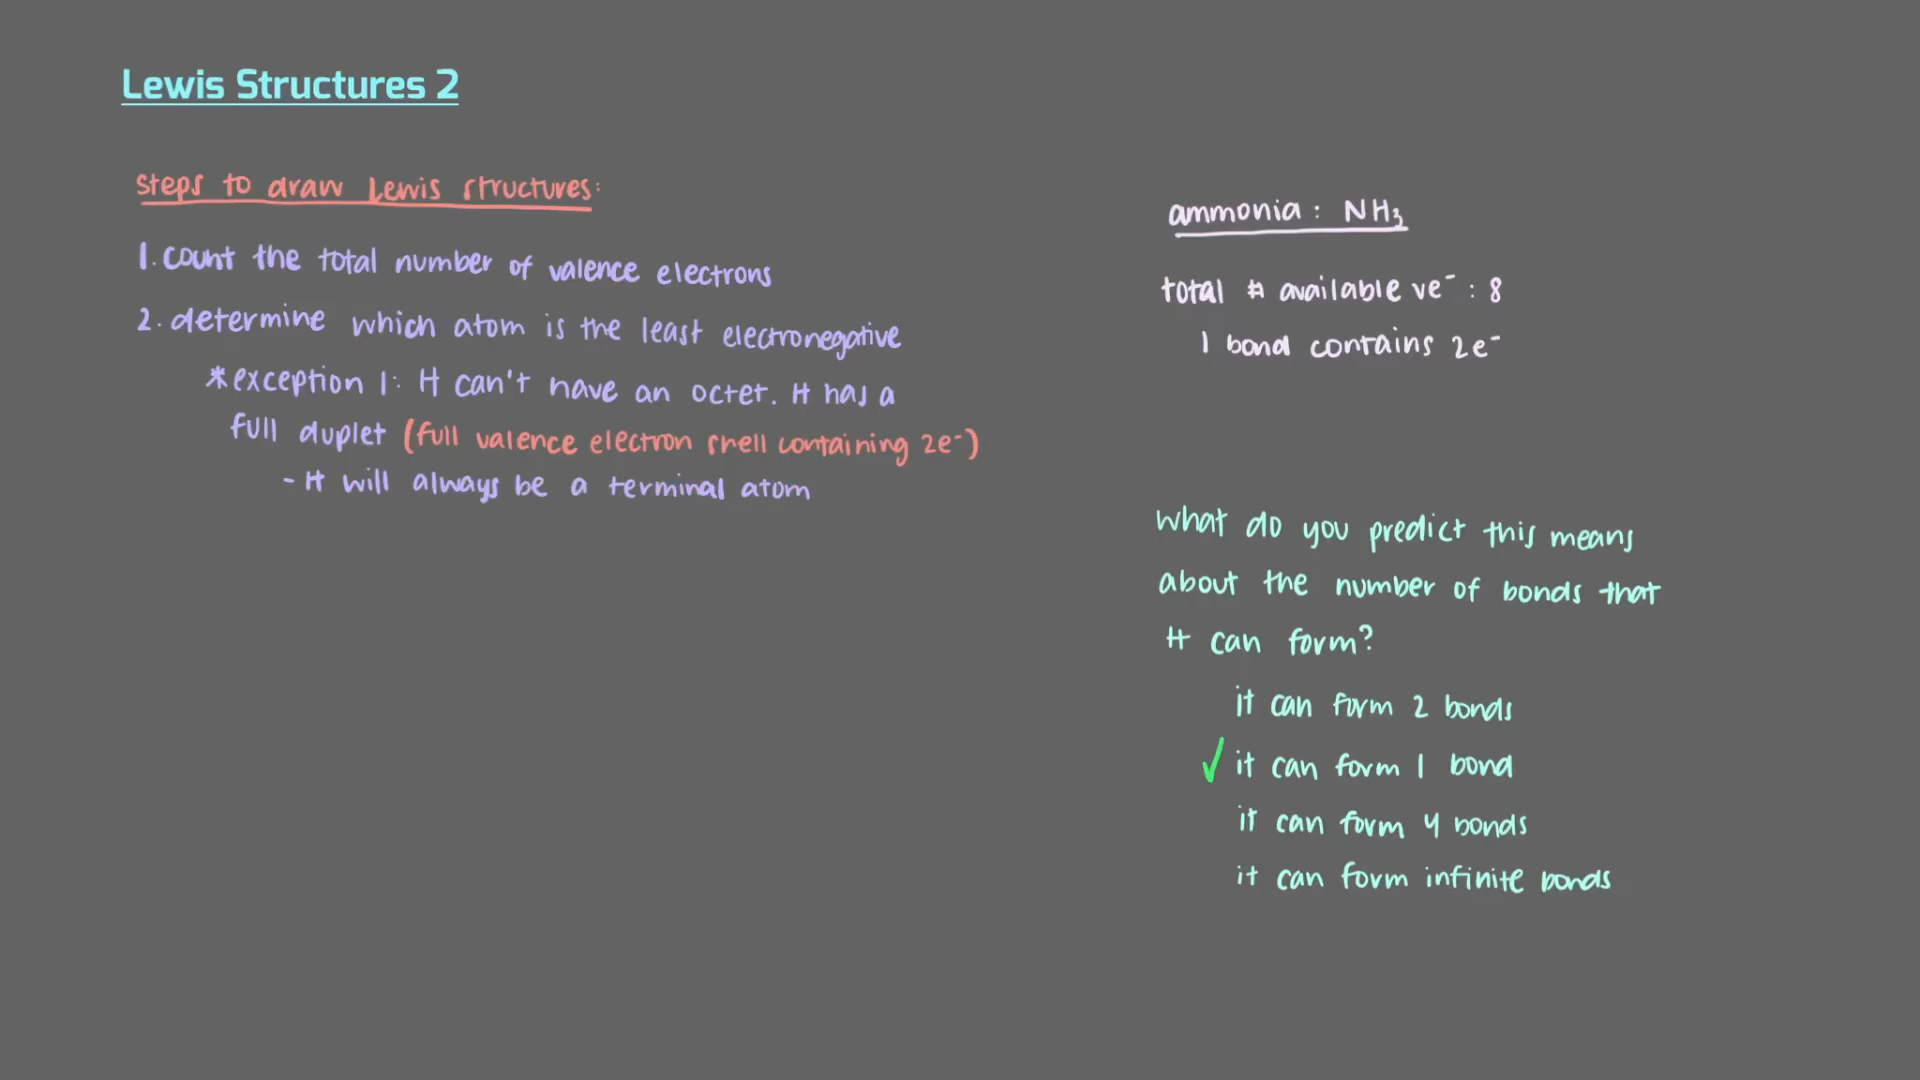 Lewis Structures 2
steps to draw Lewis structures:
1. count the total number of valence electrons
2. determine which atom is the least electronegative
*exception 1: H can't have an octet. H has a
full duplet (full valence electron shell containing 2e⁻)
- H will always be a terminal atom
ammonia: NH₃
total # available ve⁻: 8
1 bond contains 2e⁻
what do you predict this means
about the number of bonds that
H can form?
it can form 2 bonds
✓ it can form 1 bond
it can form 4 bonds
it can form infinite bonds